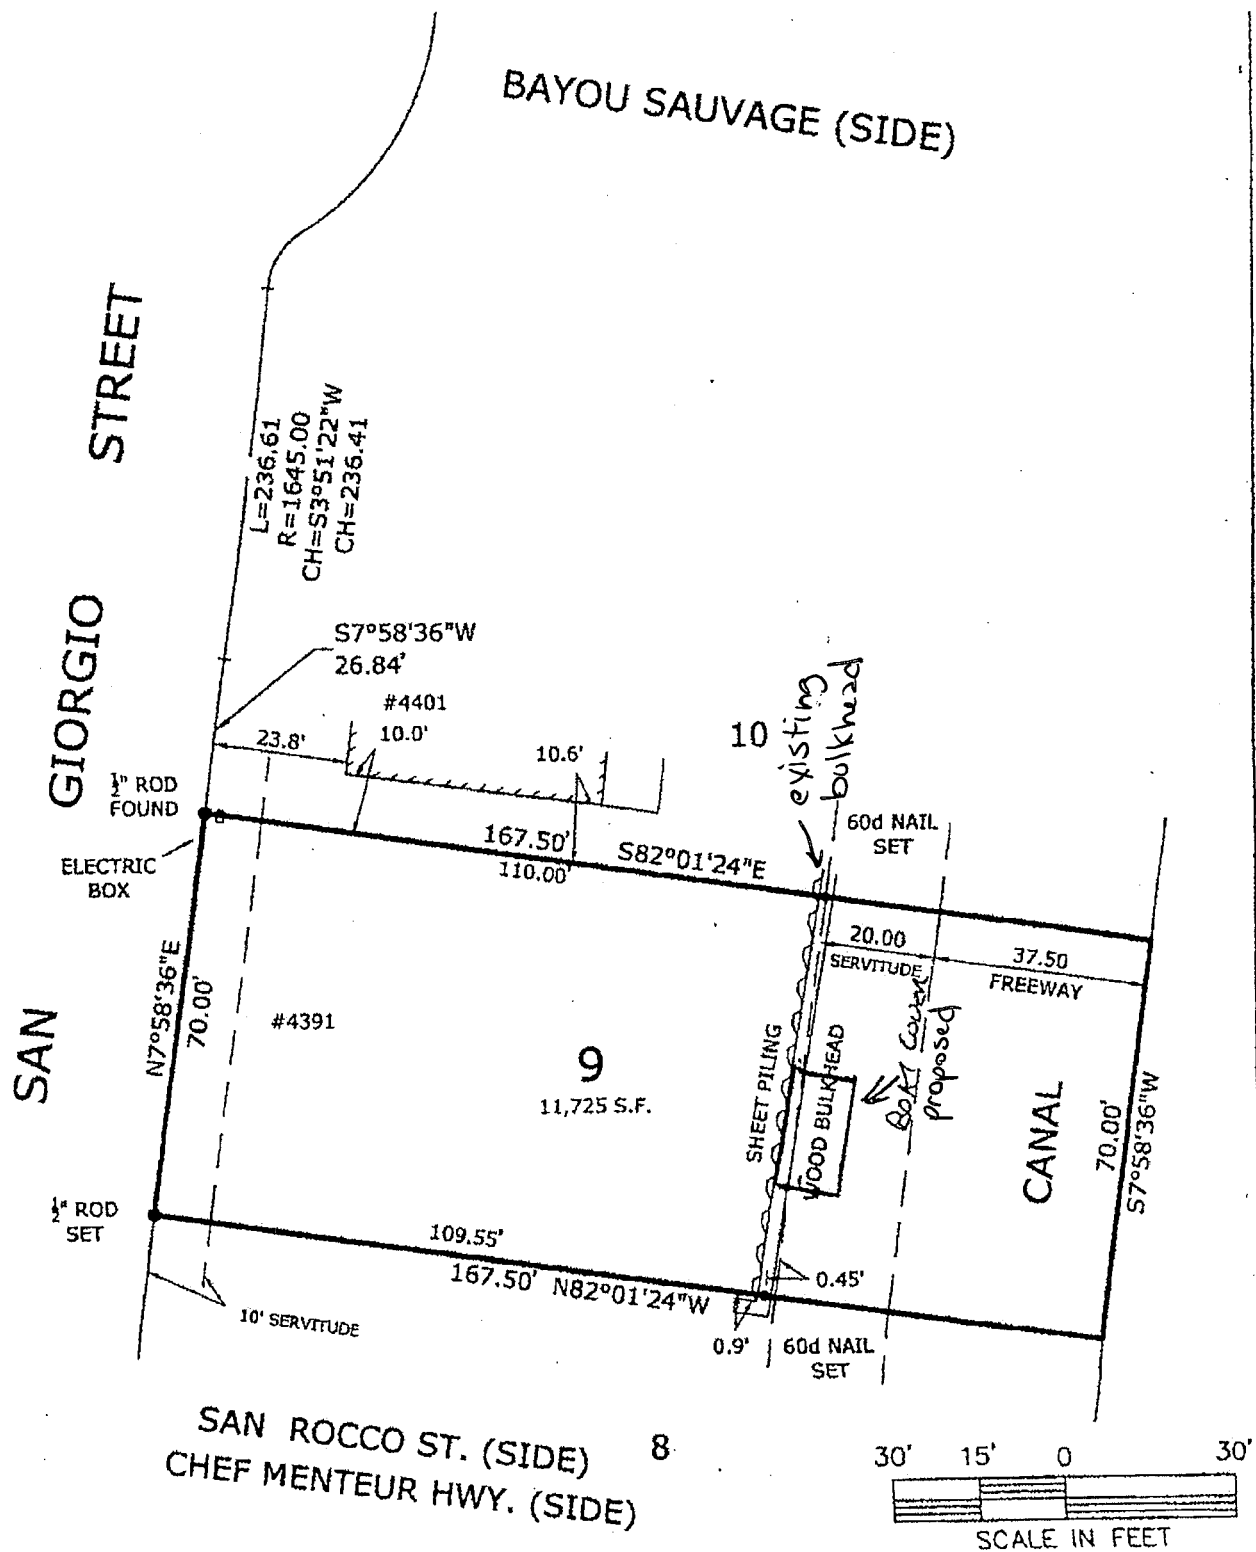 BAYOU SAUVAGE (SIDE)
SAN GIORGIO STREET
L=236.61
R=1645.00
CH=S3°51'22"W
CH=236.41
S7°58'36"W
26.84'
#4401
23.8'
10.0'
10.6'
10
existing
bulkhead
½" ROD
FOUND
60d NAIL
SET
ELECTRIC
BOX
167.50' S82°01'24"E
110.00'
20.00
SERVITUDE
37.50
FREEWAY
N7°58'36"E
70.00'
#4391
9
11,725 S.F.
SHEET PILING
WOOD BULKHEAD
BOAT Cover
proposed
CANAL
70.00'
S7°58'36"W
½" ROD
SET
109.55'
167.50' N82°01'24"W
0.45'
10' SERVITUDE
0.9'
60d NAIL
SET
SAN ROCCO ST. (SIDE)
CHEF MENTEUR HWY. (SIDE)
8
30' 15' 0 30'
SCALE IN FEET